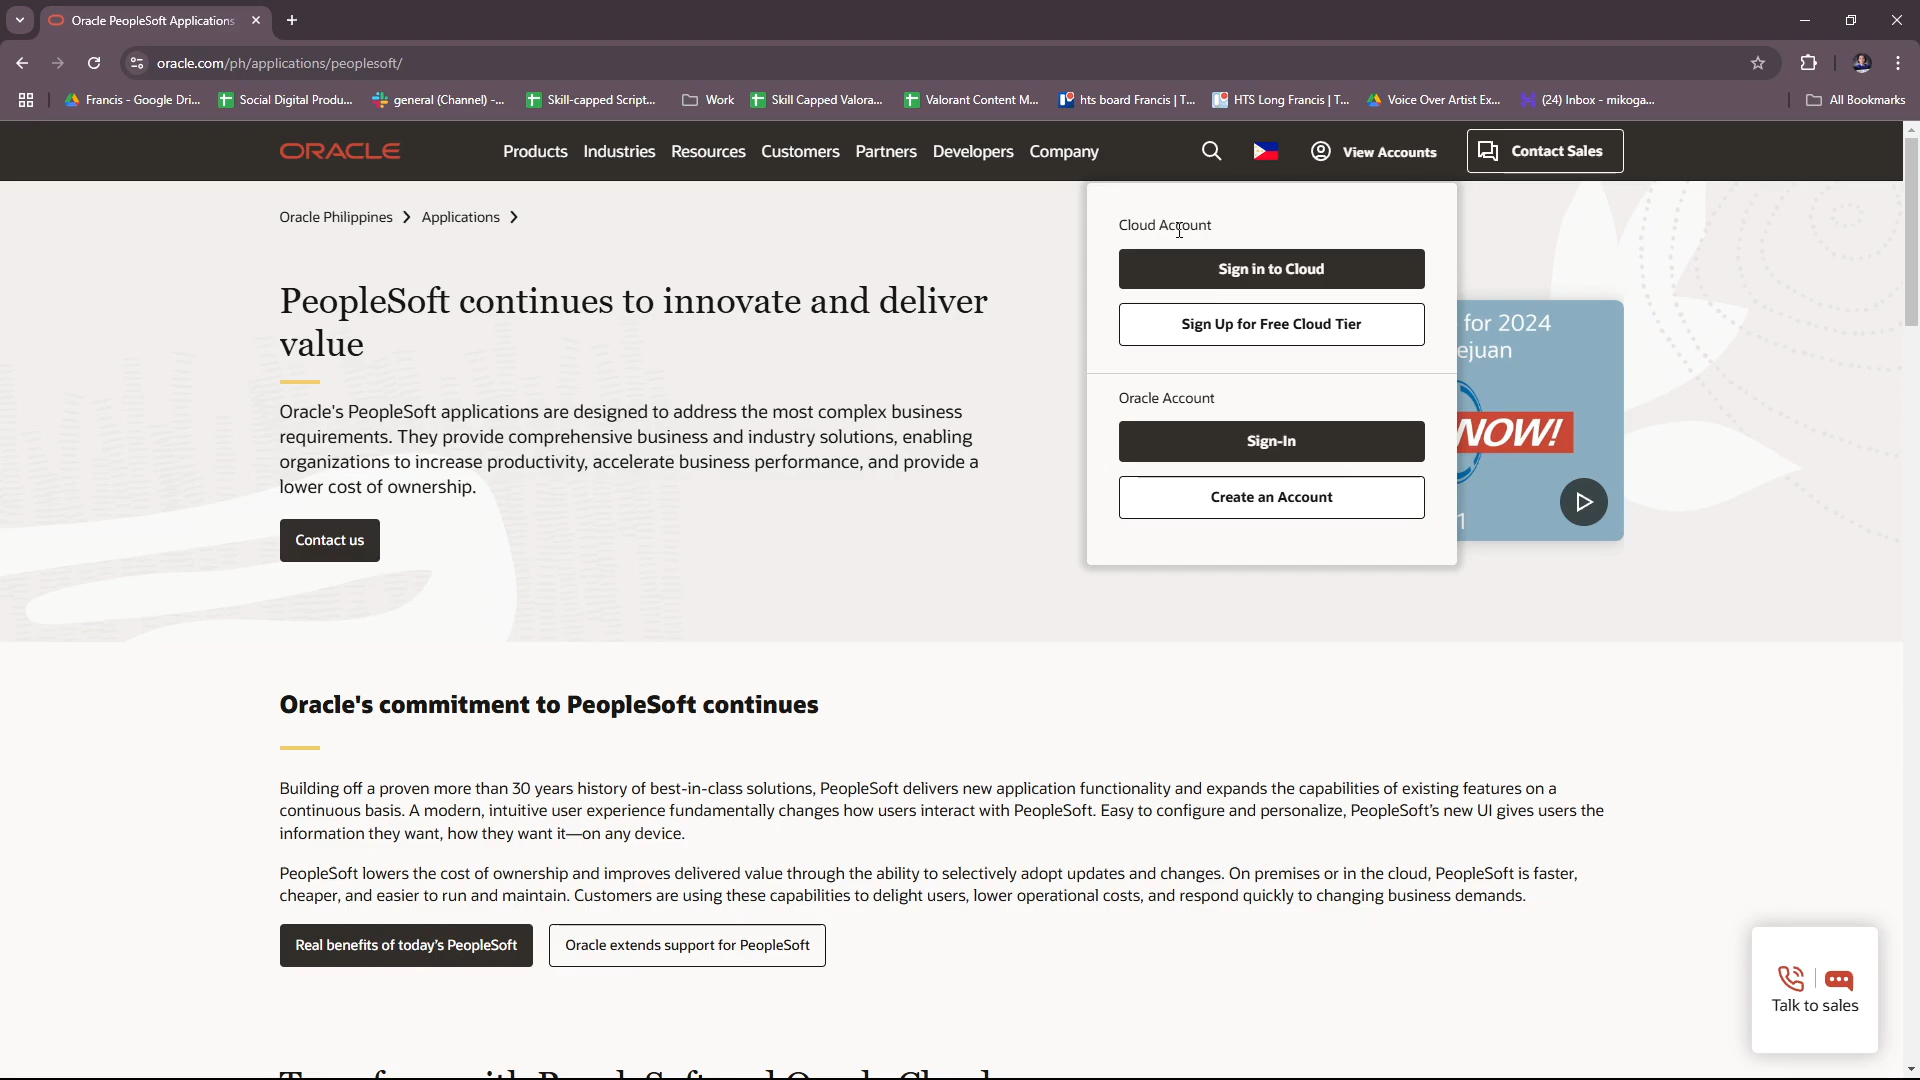 Oracle PeopleSoft Applications
oracle.com/ph/applications/peoplesoft/
Francis - Google Dri...
Social Digital Produ...
general (Channel) -...
Skill-capped Script...
Work
Skill Capped Valora...
Valorant Content M...
hts board Francis | T...
HTS Long Francis | T...
Voice Over Artist Ex...
(24) Inbox - mikoga...
All Bookmarks
ORACLE
Products
Industries
Resources
Customers
Partners
Developers
Company
View Accounts
Contact Sales
Oracle Philippines
Applications
Cloud Account
Sign in to Cloud
Sign Up for Free Cloud Tier
Oracle Account
Sign-In
Create an Account
PeopleSoft continues to innovate and deliver
value
Oracle's PeopleSoft applications are designed to address the most complex business
requirements. They provide comprehensive business and industry solutions, enabling
organizations to increase productivity, accelerate business performance, and provide a
lower cost of ownership.
Contact us
for 2024
ejuan
NOW!
1
Oracle's commitment to PeopleSoft continues
Building off a proven more than 30 years history of best-in-class solutions, PeopleSoft delivers new application functionality and expands the capabilities of existing features on a
continuous basis. A modern, intuitive user experience fundamentally changes how users interact with PeopleSoft. Easy to configure and personalize, PeopleSoft's new UI gives users the
information they want, how they want it—on any device.
PeopleSoft lowers the cost of ownership and improves delivered value through the ability to selectively adopt updates and changes. On premises or in the cloud, PeopleSoft is faster,
cheaper, and easier to run and maintain. Customers are using these capabilities to delight users, lower operational costs, and respond quickly to changing business demands.
Real benefits of today's PeopleSoft
Oracle extends support for PeopleSoft
Talk to sales